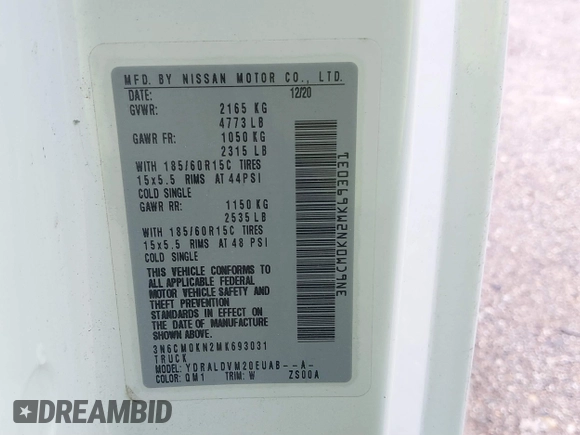 MFD. BY NISSAN MOTOR CO., LTD.
DATE: 12/20
GVWR: 2165 KG
4773 LB
GAWR FR: 1050 KG
2315 LB
WITH 185/60R15C TIRES
15x5.5 RIMS AT 44PSI
COLD SINGLE
GAWR RR: 1150 KG
2535 LB
WITH 185/60R15C TIRES
15x5.5 RIMS AT 48 PSI
COLD SINGLE
THIS VEHICLE CONFORMS TO
ALL APPLICABLE FEDERAL
MOTOR VEHICLE SAFETY
AND THEFT PREVENTION
STANDARDS IN EFFECT ON
THE DATE OF MANUFACTURE
SHOWN ABOVE.
3N6CM0KN2MK693031
TRUCK
MODEL: YDRALDVM20EUAB--A-
COLOR: QM1 TRIM: W ZS00A
3N6CM0KN2MK693031
DREAMBID